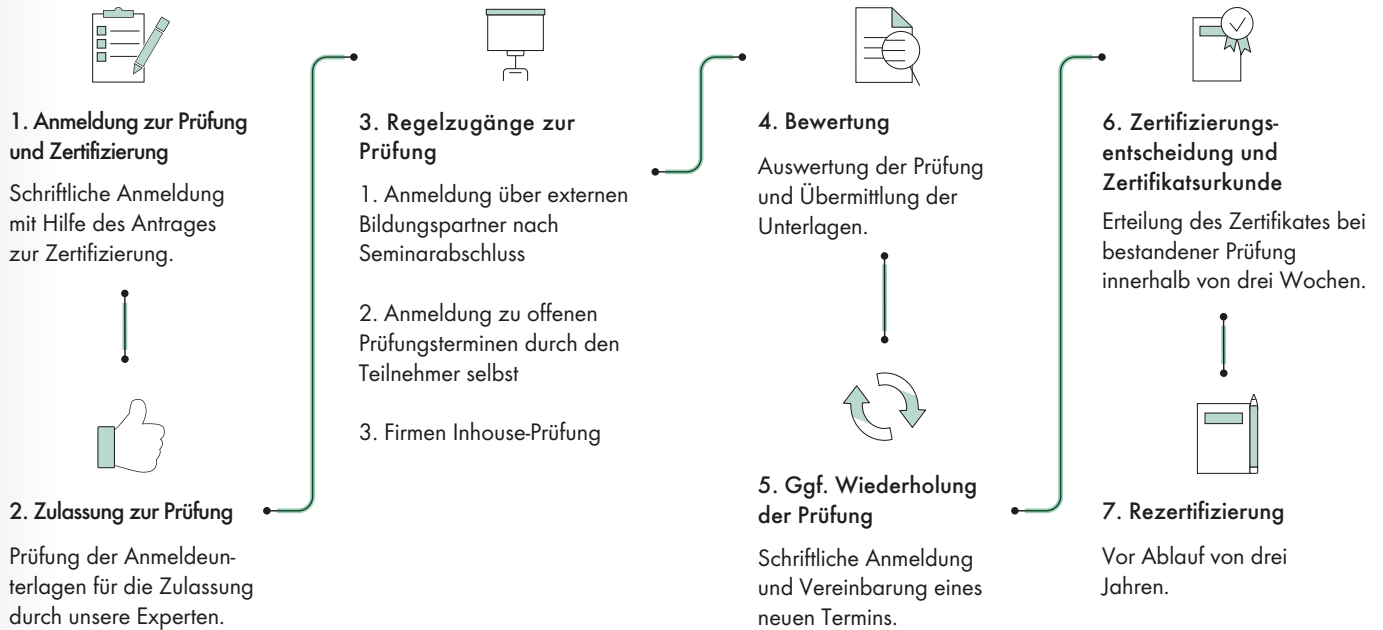 1. Anmeldung zur Prüfung
und Zertifizierung
Schriftliche Anmeldung
mit Hilfe des Antrages
zur Zertifizierung.
2. Zulassung zur Prüfung
Prüfung der Anmeldeun-
terlagen für die Zulassung
durch unsere Experten.
3. Regelzugänge zur
Prüfung
1. Anmeldung über externen
Bildungspartner nach
Seminarabschluss
2. Anmeldung zu offenen
Prüfungsterminen durch den
Teilnehmer selbst
3. Firmen Inhouse-Prüfung
4. Bewertung
Auswertung der Prüfung
und Übermittlung der
Unterlagen.
5. Ggf. Wiederholung
der Prüfung
Schriftliche Anmeldung
und Vereinbarung eines
neuen Termins.
6. Zertifizierungs-
entscheidung und
Zertifikatsurkunde
Erteilung des Zertifikates bei
bestandener Prüfung
innerhalb von drei Wochen.
7. Rezertifizierung
Vor Ablauf von drei
Jahren.